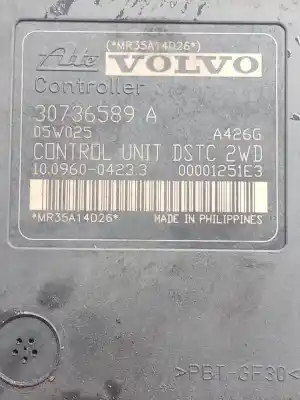 (*MR35A14D26*)
Ate VOLVO
Controller
30736589 A
05W025 A426G
CONTROL UNIT DSTC 2WD
10.0960-0423.3 00001251E3
*MR35A14D26* MADE IN PHILIPPINES
>PBT-GF30<